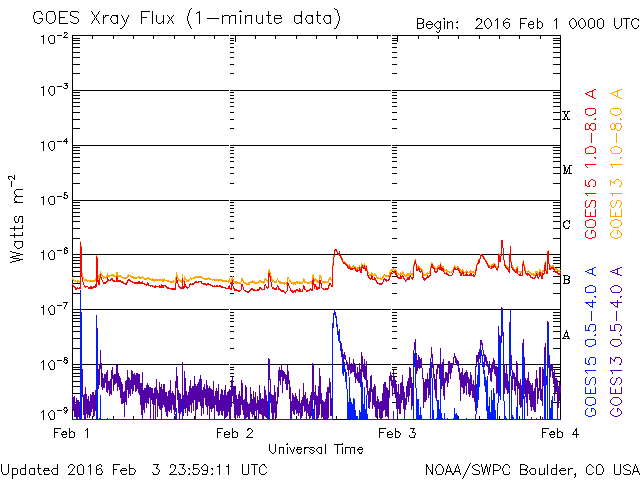 GOES Xray Flux (1-minute data)
Begin: 2016 Feb 1 0000 UTC
10-2
10-3
10-4
10-5
10-6
10-7
10-8
10-9
Watts m-2
X
M
C
B
A
GOES15 1.0-8.0 A
GOES13 1.0-8.0 A
GOES15 0.5-4.0 A
GOES13 0.5-4.0 A
Feb 1
Feb 2
Feb 3
Feb 4
Universal Time
Updated 2016 Feb 3 23:59:11 UTC
NOAA/SWPC Boulder, CO USA